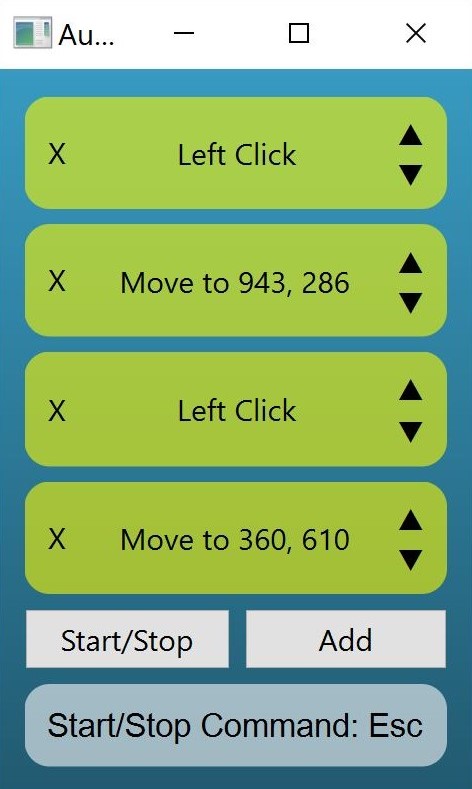 Au...
X Left Click
X Move to 943, 286
X Left Click
X Move to 360, 610
Start/Stop Add
Start/Stop Command: Esc